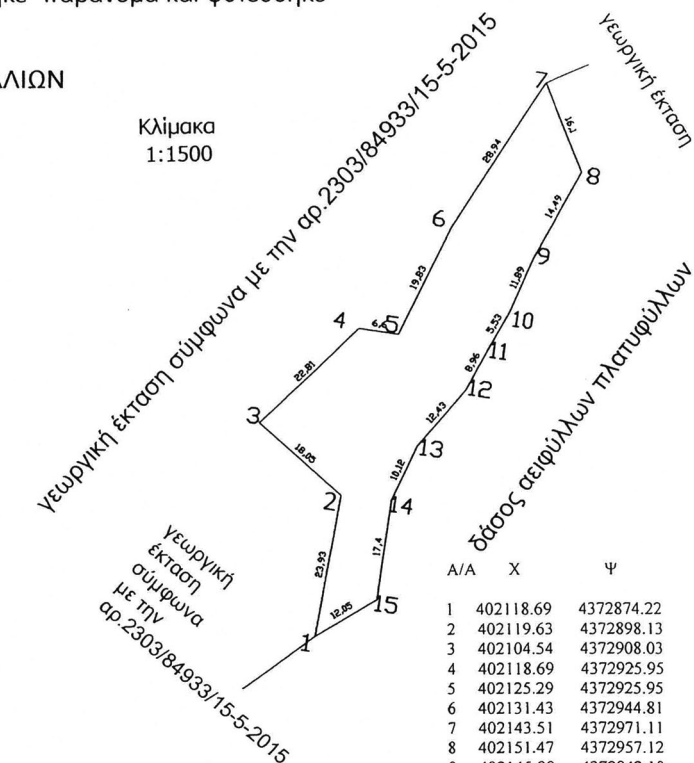 παράνομα και φυτεύθηκε
ΛΙΩΝ
Κλίμακα
1:1500
γεωργική έκταση σύμφωνα με την αρ.2303/84933/15-5-2015
γεωργική έκταση
7
16,1
28,94
8
6
14,49
9
19,83
11,89
4
5
10
5,53
11
22,81
8,96
12
3
12,43
13
18,05
10,12
2
14
δάσος αειφύλλων πλατυφύλλων
23,93
17,4
15
12,05
1
γεωργική
έκταση
σύμφωνα
με την
αρ.2303/84933/15-5-2015
Α/Α Χ Ψ
1 402118.69 4372874.22
2 402119.63 4372898.13
3 402104.54 4372908.03
4 402118.69 4372925.95
5 402125.29 4372925.95
6 402131.43 4372944.81
7 402143.51 4372971.11
8 402151.47 4372957.12